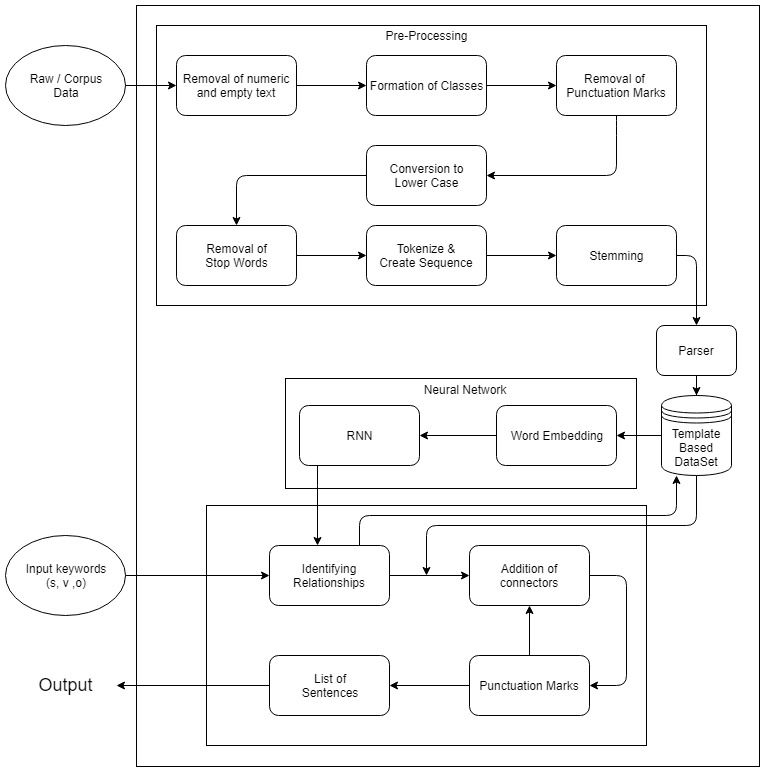 Pre-Processing
Raw / Corpus
Data
Removal of numeric
and empty text
Formation of Classes
Removal of
Punctuation Marks
Conversion to
Lower Case
Removal of
Stop Words
Tokenize &
Create Sequence
Stemming
Parser
Neural Network
RNN
Word Embedding
Template
Based
DataSet
Input keywords
(s, v ,o)
Identifying
Relationships
Addition of
connectors
Output
List of
Sentences
Punctuation Marks